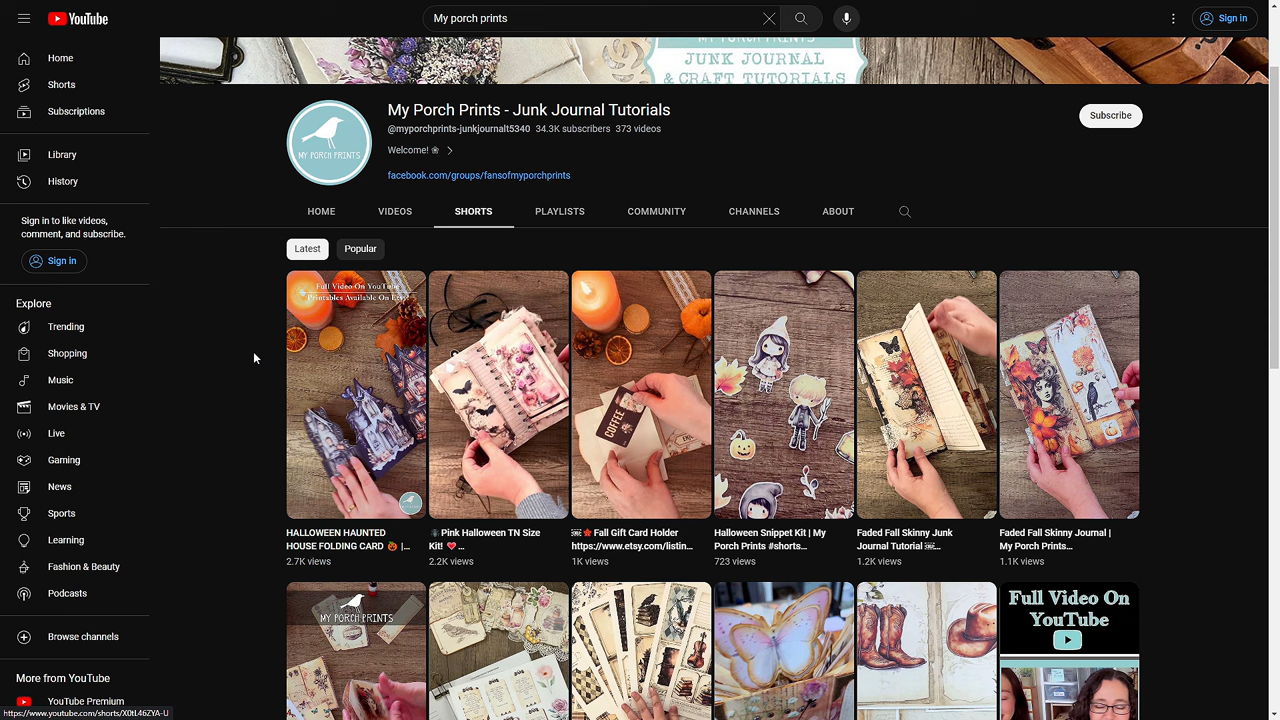 YouTube
My porch prints
Sign in
Home
Shorts
Subscriptions
Library
History
Sign in to like videos,
comment, and subscribe.
Sign in
Explore
Trending
Shopping
Music
Movies & TV
Live
Gaming
News
Sports
Learning
Fashion & Beauty
Podcasts
Browse channels
More from YouTube
YouTube Premium
https://www.youtube.com/shorts/X0tL46ZYA-U
MY PORCH PRINTS
JUNK JOURNAL
& CRAFT TUTORIALS
MY PORCH PRINTS
My Porch Prints - Junk Journal Tutorials
@myporchprints-junkjournalt5340 34.3K subscribers 373 videos
Welcome! ❀
facebook.com/groups/fansofmyporchprints
Subscribe
HOME VIDEOS SHORTS PLAYLISTS COMMUNITY CHANNELS ABOUT
Latest Popular
Full Video On YouTube
Printables Available On Etsy!
COFFEE
HALLOWEEN HAUNTED
HOUSE FOLDING CARD 🎃 |...
2.7K views
🕷 Pink Halloween TN Size
Kit! ❤️ ...
2.2K views
🍁 Fall Gift Card Holder
https://www.etsy.com/listin...
1K views
Halloween Snippet Kit | My
Porch Prints #shorts...
723 views
Faded Fall Skinny Junk
Journal Tutorial ...
1.2K views
Faded Fall Skinny Journal |
My Porch Prints...
1.1K views
MY PORCH PRINTS
Full Video On
YouTube